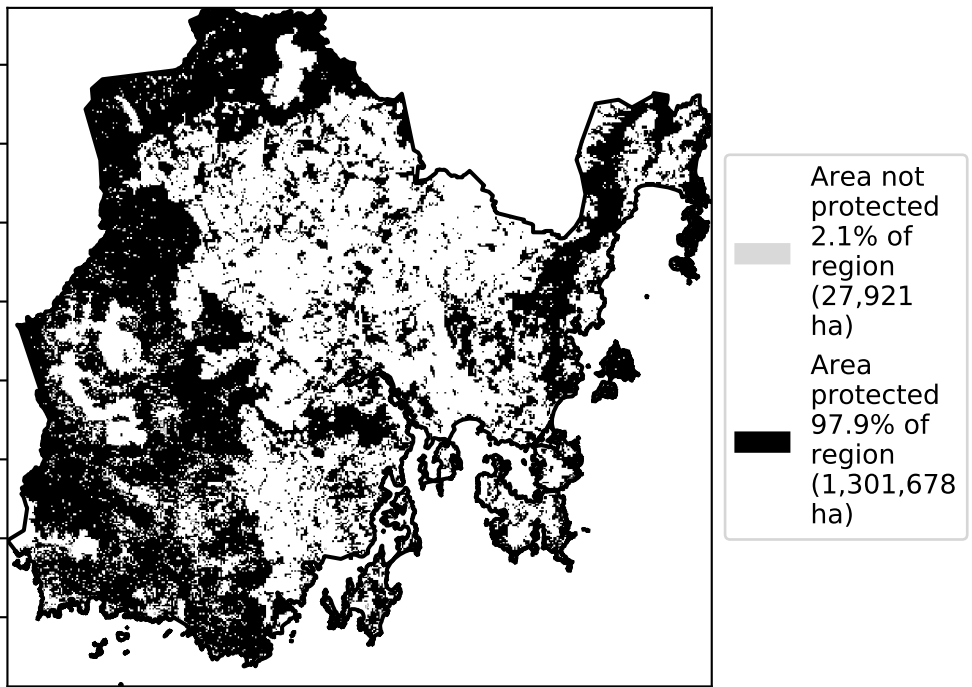 Area not
protected
2.1% of
region
(27,921
ha)
Area
protected
97.9% of
region
(1,301,678
ha)